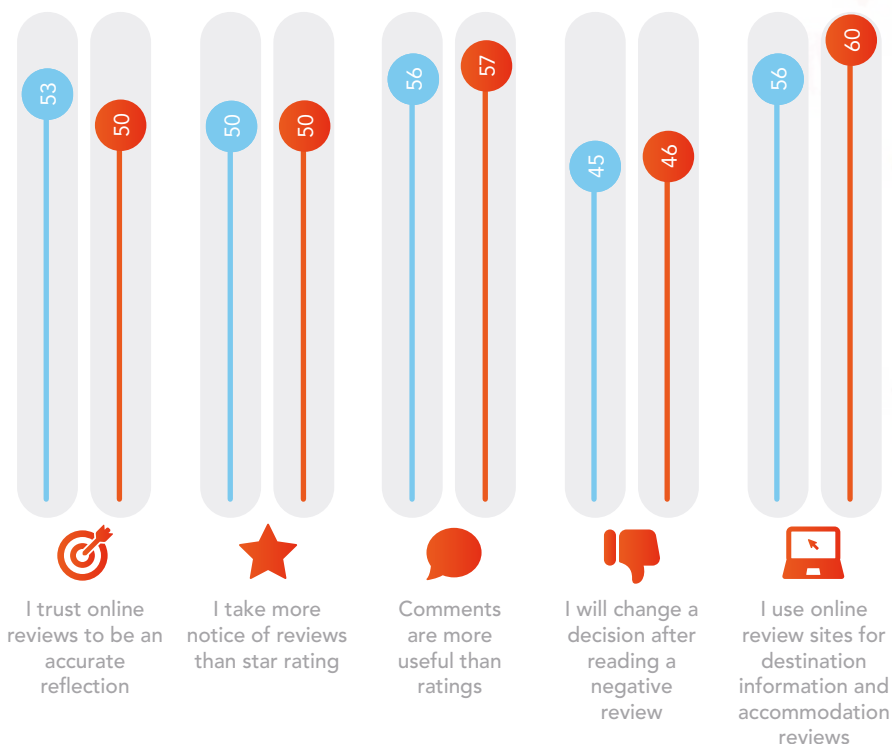 53
50
50
50
56
57
45
46
56
60
I trust online
reviews to be an
accurate
reflection
I take more
notice of reviews
than star rating
Comments
are more
useful than
ratings
I will change a
decision after
reading a
negative
review
I use online
review sites for
destination
information and
accommodation
reviews